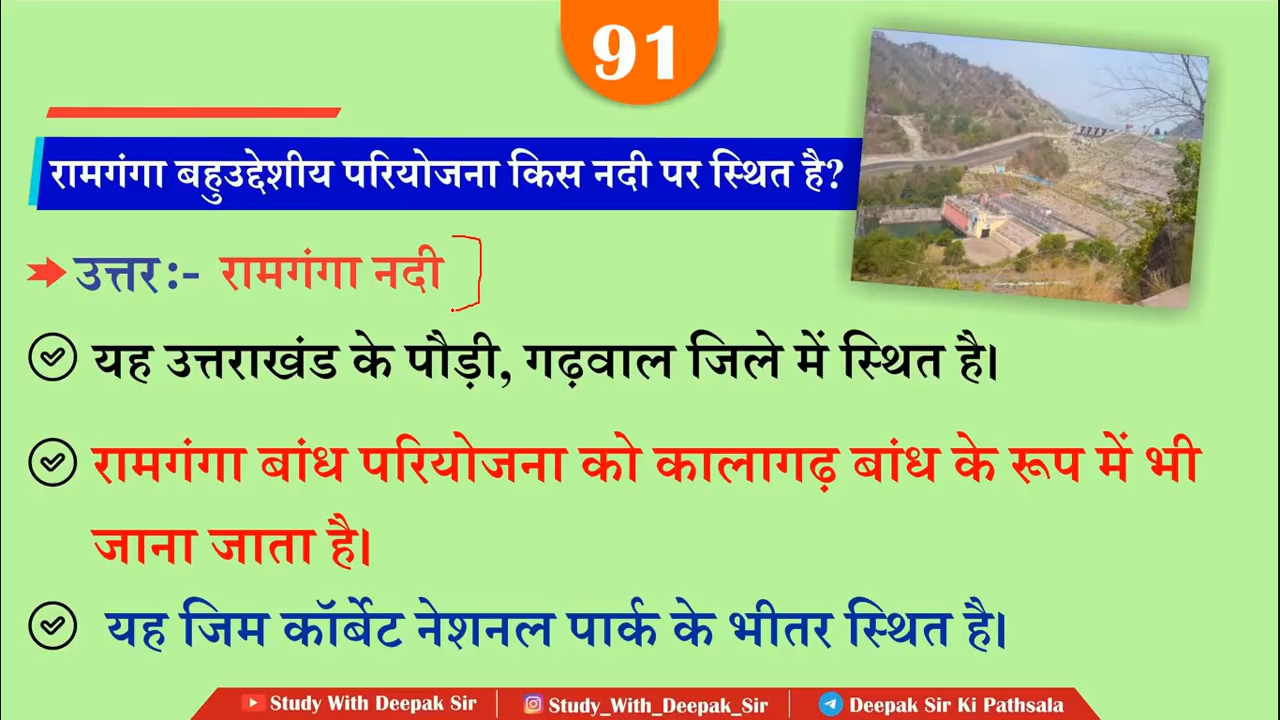 91
रामगंगा बहुउद्देशीय परियोजना किस नदी पर स्थित है?
उत्तर:- रामगंगा नदी
यह उत्तराखंड के पौड़ी, गढ़वाल जिले में स्थित है।
रामगंगा बांध परियोजना को कालागढ़ बांध के रूप में भी
जाना जाता है।
यह जिम कॉर्बेट नेशनल पार्क के भीतर स्थित है।
Study With Deepak Sir Study_With_Deepak_Sir Deepak Sir Ki Pathsala